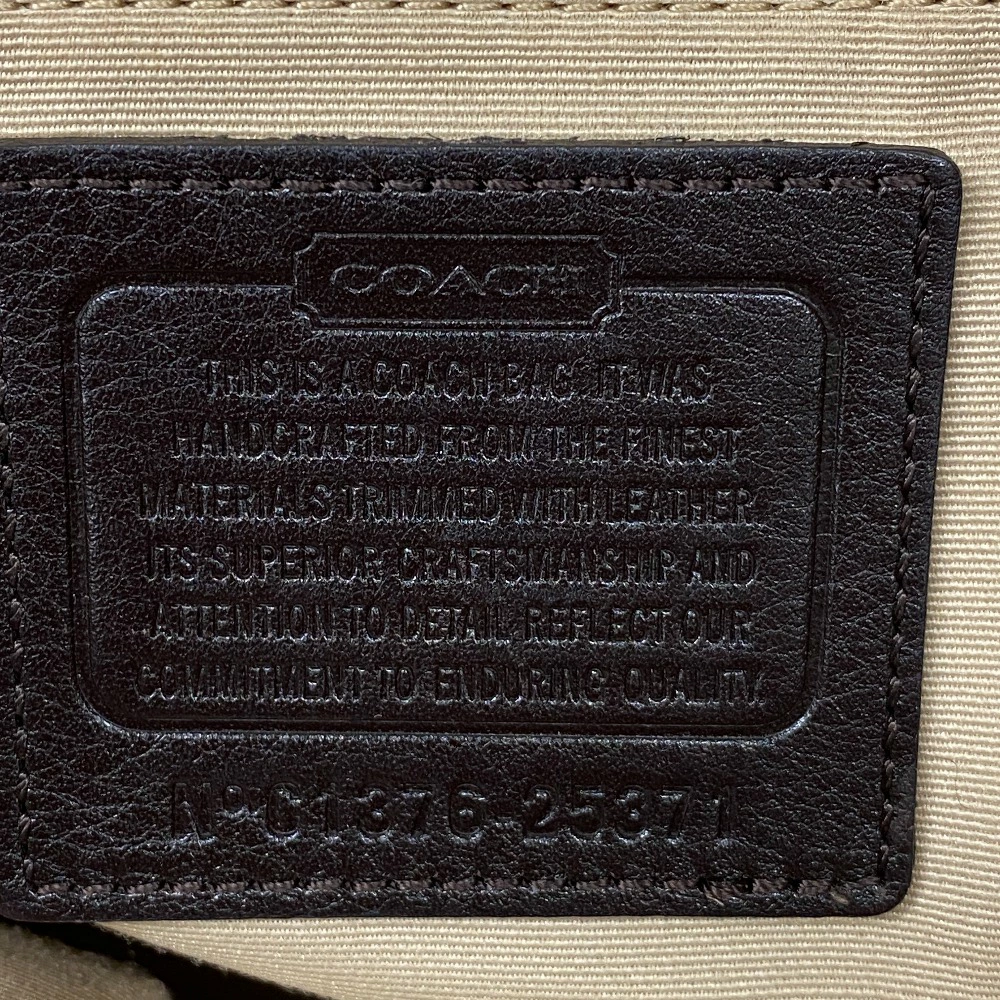 COACH
THIS IS A COACH BAG. IT WAS
HANDCRAFTED FROM THE FINEST
MATERIALS TRIMMED WITH LEATHER.
ITS SUPERIOR CRAFTSMANSHIP AND
ATTENTION TO DETAIL REFLECT OUR
COMMITMENT TO ENDURING QUALITY.
Nº C1376-25371